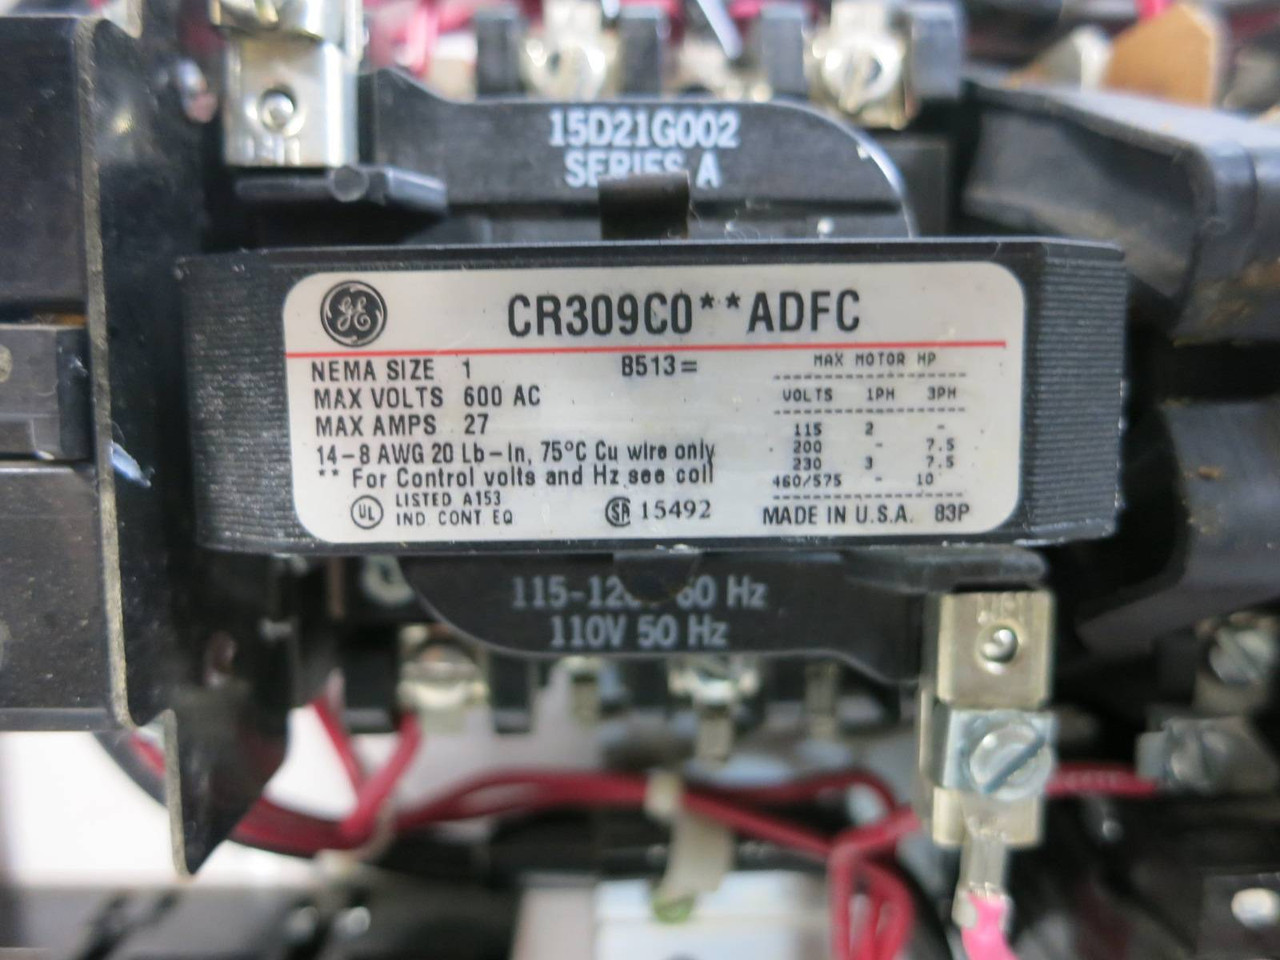 15D21G002
SERIES A
GE
CR309C0**ADFC
NEMA SIZE 1
MAX VOLTS 600 AC
MAX AMPS 27
B513=
14-8 AWG 20 Lb-In, 75°C Cu wire only
** For Control volts and Hz see coil
UL LISTED A153
IND CONT EQ
SA 15492
MAX MOTOR HP
VOLTS 1PH 3PH
115 2 -
200 - 7.5
230 3 7.5
460/575 - 10
MADE IN U.S.A. 83P
60 Hz
110V 50 Hz